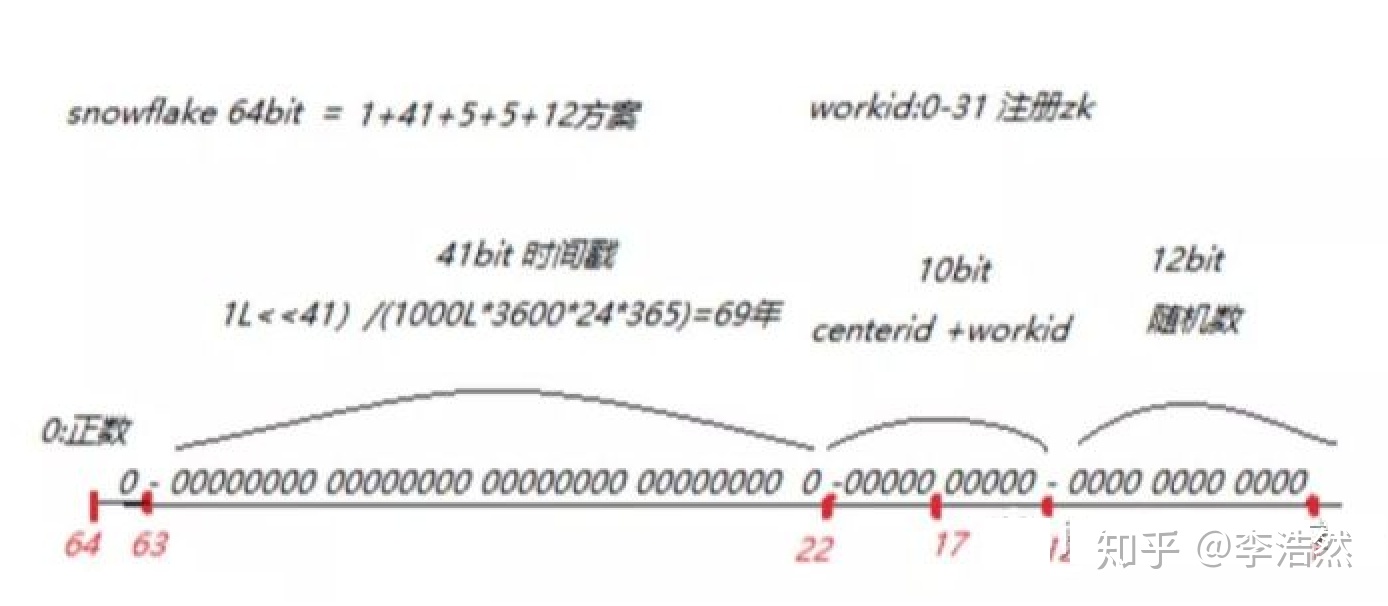 snowflake 64bit = 1+41+5+5+12方案
workid:0-31 注册zk
41bit 时间戳
1L<<41）/(1000L*3600*24*365)=69年
10bit
centerid +workid
12bit
随机数
0:正数
0 - 00000000 00000000 00000000 00000000 0 -00000 00000 - 0000 0000 0000
64 63 22 17
知乎 @李浩然